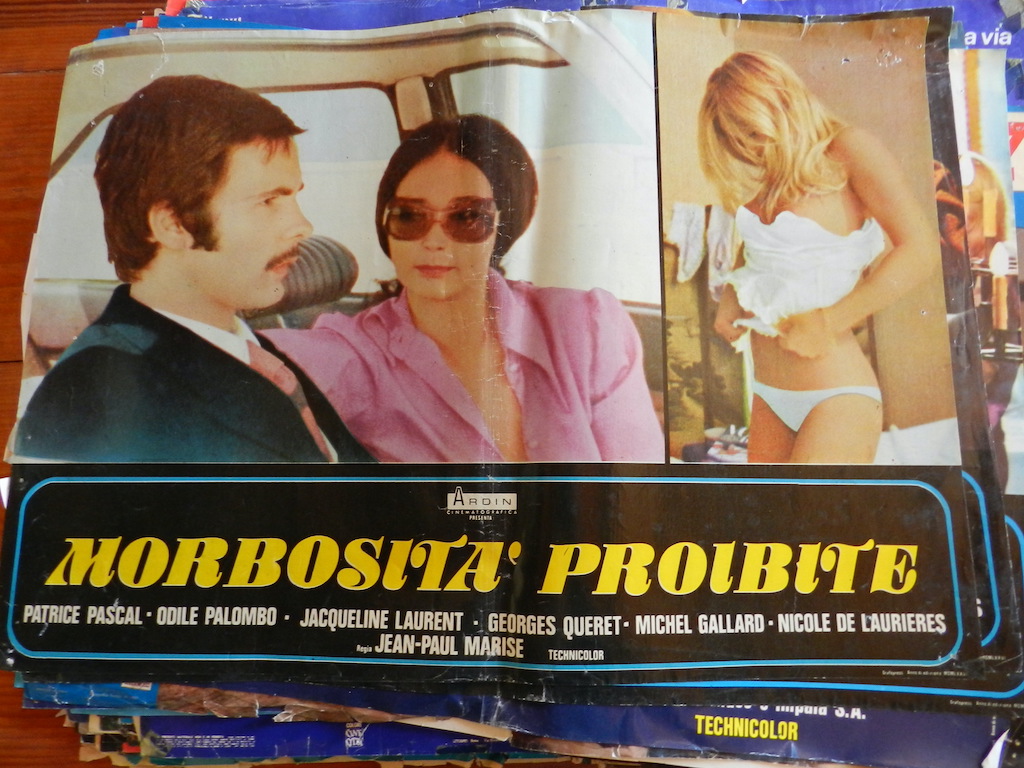 a via
ARDIN
CINEMATOGRAFICA
PRESENTA
MORBOSITA' PROIBITE
PATRICE PASCAL · ODILE PALOMBO · JACQUELINE LAURENT · GEORGES QUERET · MICHEL GALLARD · NICOLE DE LAURIERES
Regia JEAN-PAUL MARISE TECHNICOLOR
S
Impala S.A.
TECHNICOLOR